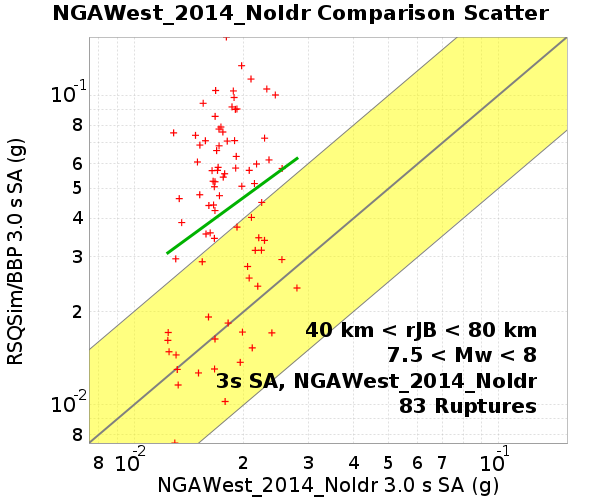 NGAWest_2014_NoIdr Comparison Scatter
RSQSim/BBP 3.0 s SA (g)
10-1
8
6
5
4
3
2
10-2
8
40 km < rJB < 80 km
7.5 < Mw < 8
3s SA, NGAWest_2014_NoIdr
83 Ruptures
8 10-2 2 3 4 5 6 7 10-1
NGAWest_2014_NoIdr 3.0 s SA (g)